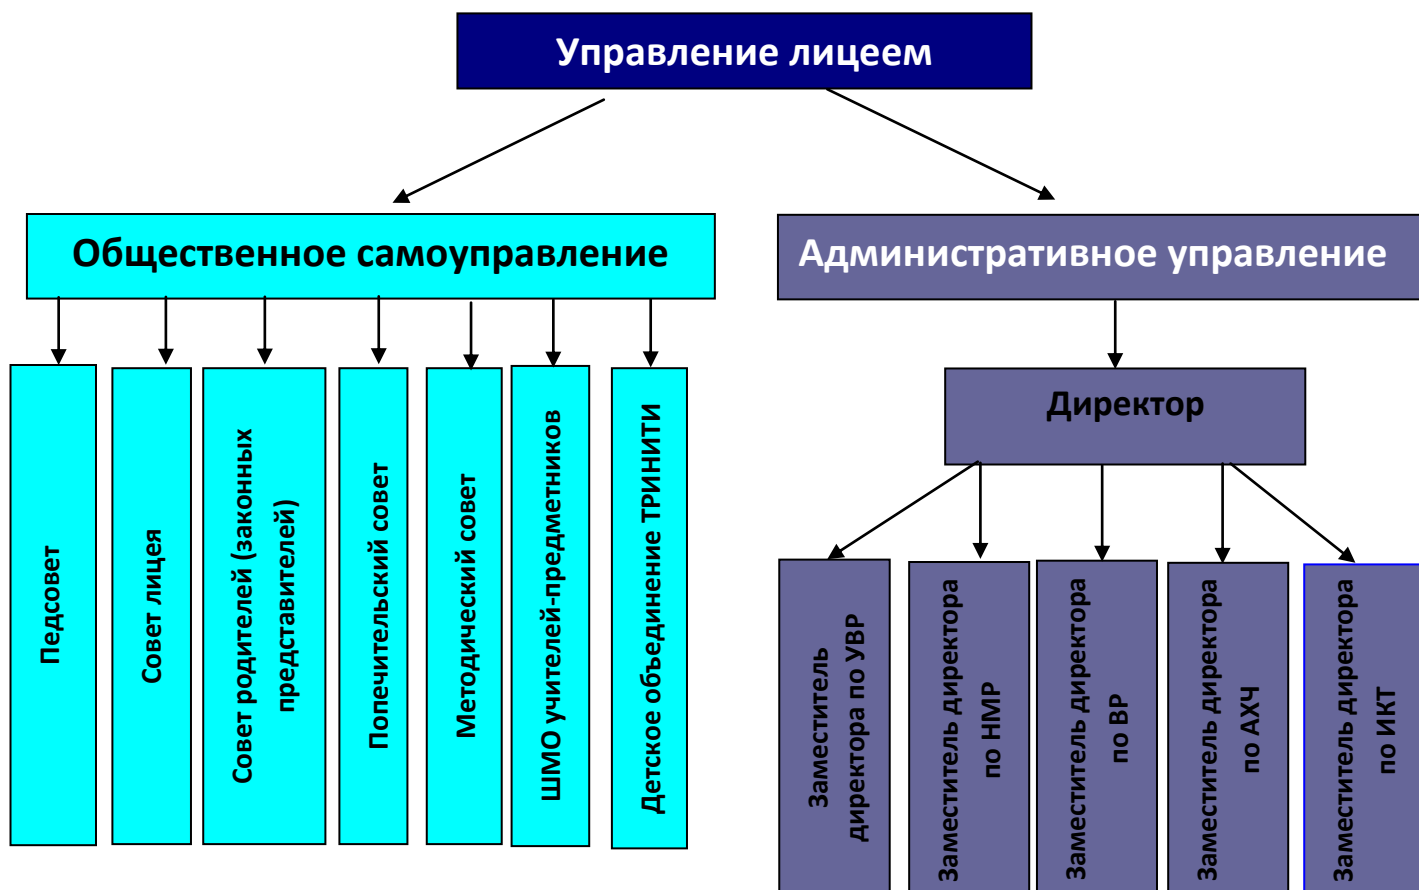 Управление лицеем
Общественное самоуправление
Административное управление
Директор
Педсовет
Совет лицея
Совет родителей (законных
представителей)
Попечительский совет
Методический совет
ШМО учителей-предметников
Детское объединение ТРИНИТИ
Заместитель
директора по УВР
Заместитель директора
по НМР
Заместитель директора
по ВР
Заместитель директора
по АХЧ
Заместитель директора
по ИКТ